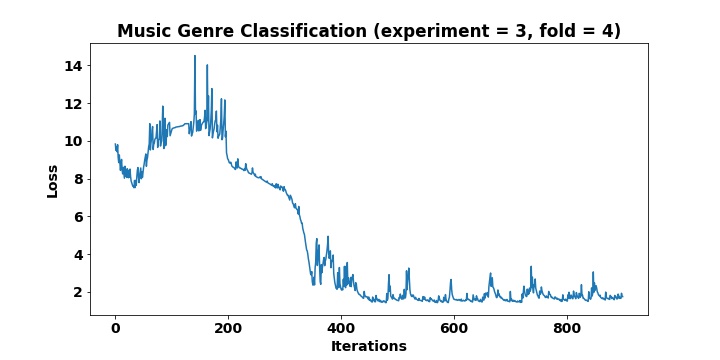 Music Genre Classification (experiment = 3, fold = 4)
14
12
10
8
6
4
2
Loss
0 200 400 600 800
Iterations